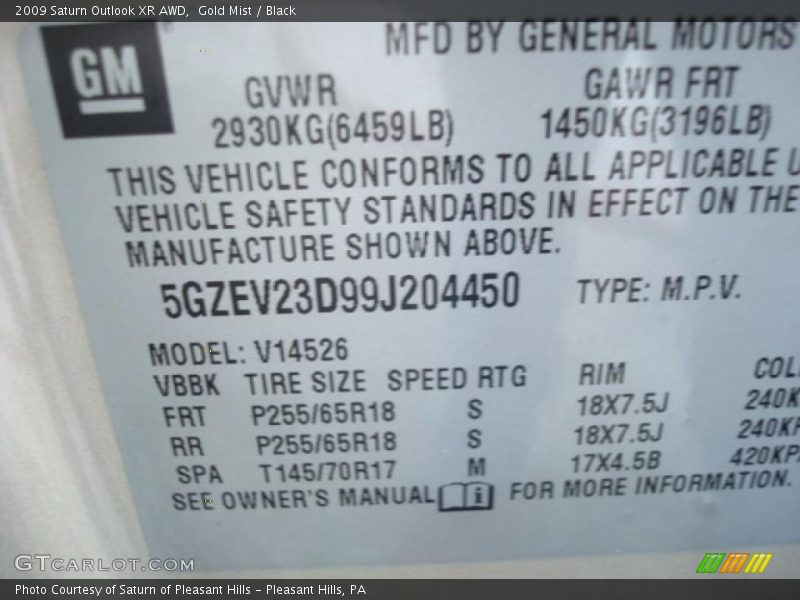 2009 Saturn Outlook XR AWD,  Gold Mist / Black
MFD BY GENERAL MOTORS
GM
GVWR GAWR FRT
2930KG(6459LB) 1450KG(3196LB)
THIS VEHICLE CONFORMS TO ALL APPLICABLE U
VEHICLE SAFETY STANDARDS IN EFFECT ON THE
MANUFACTURE SHOWN ABOVE.
5GZEV23D99J204450 TYPE: M.P.V.
MODEL: V14526
VBBK TIRE SIZE SPEED RTG RIM COL
FRT P255/65R18 S 18X7.5J 240K
RR P255/65R18 S 18X7.5J 240KP
SPA T145/70R17 M 17X4.5B 420KP
SEE OWNER'S MANUAL i FOR MORE INFORMATION.
GTCARLOT.COM
Photo Courtesy of Saturn of Pleasant Hills - Pleasant Hills, PA